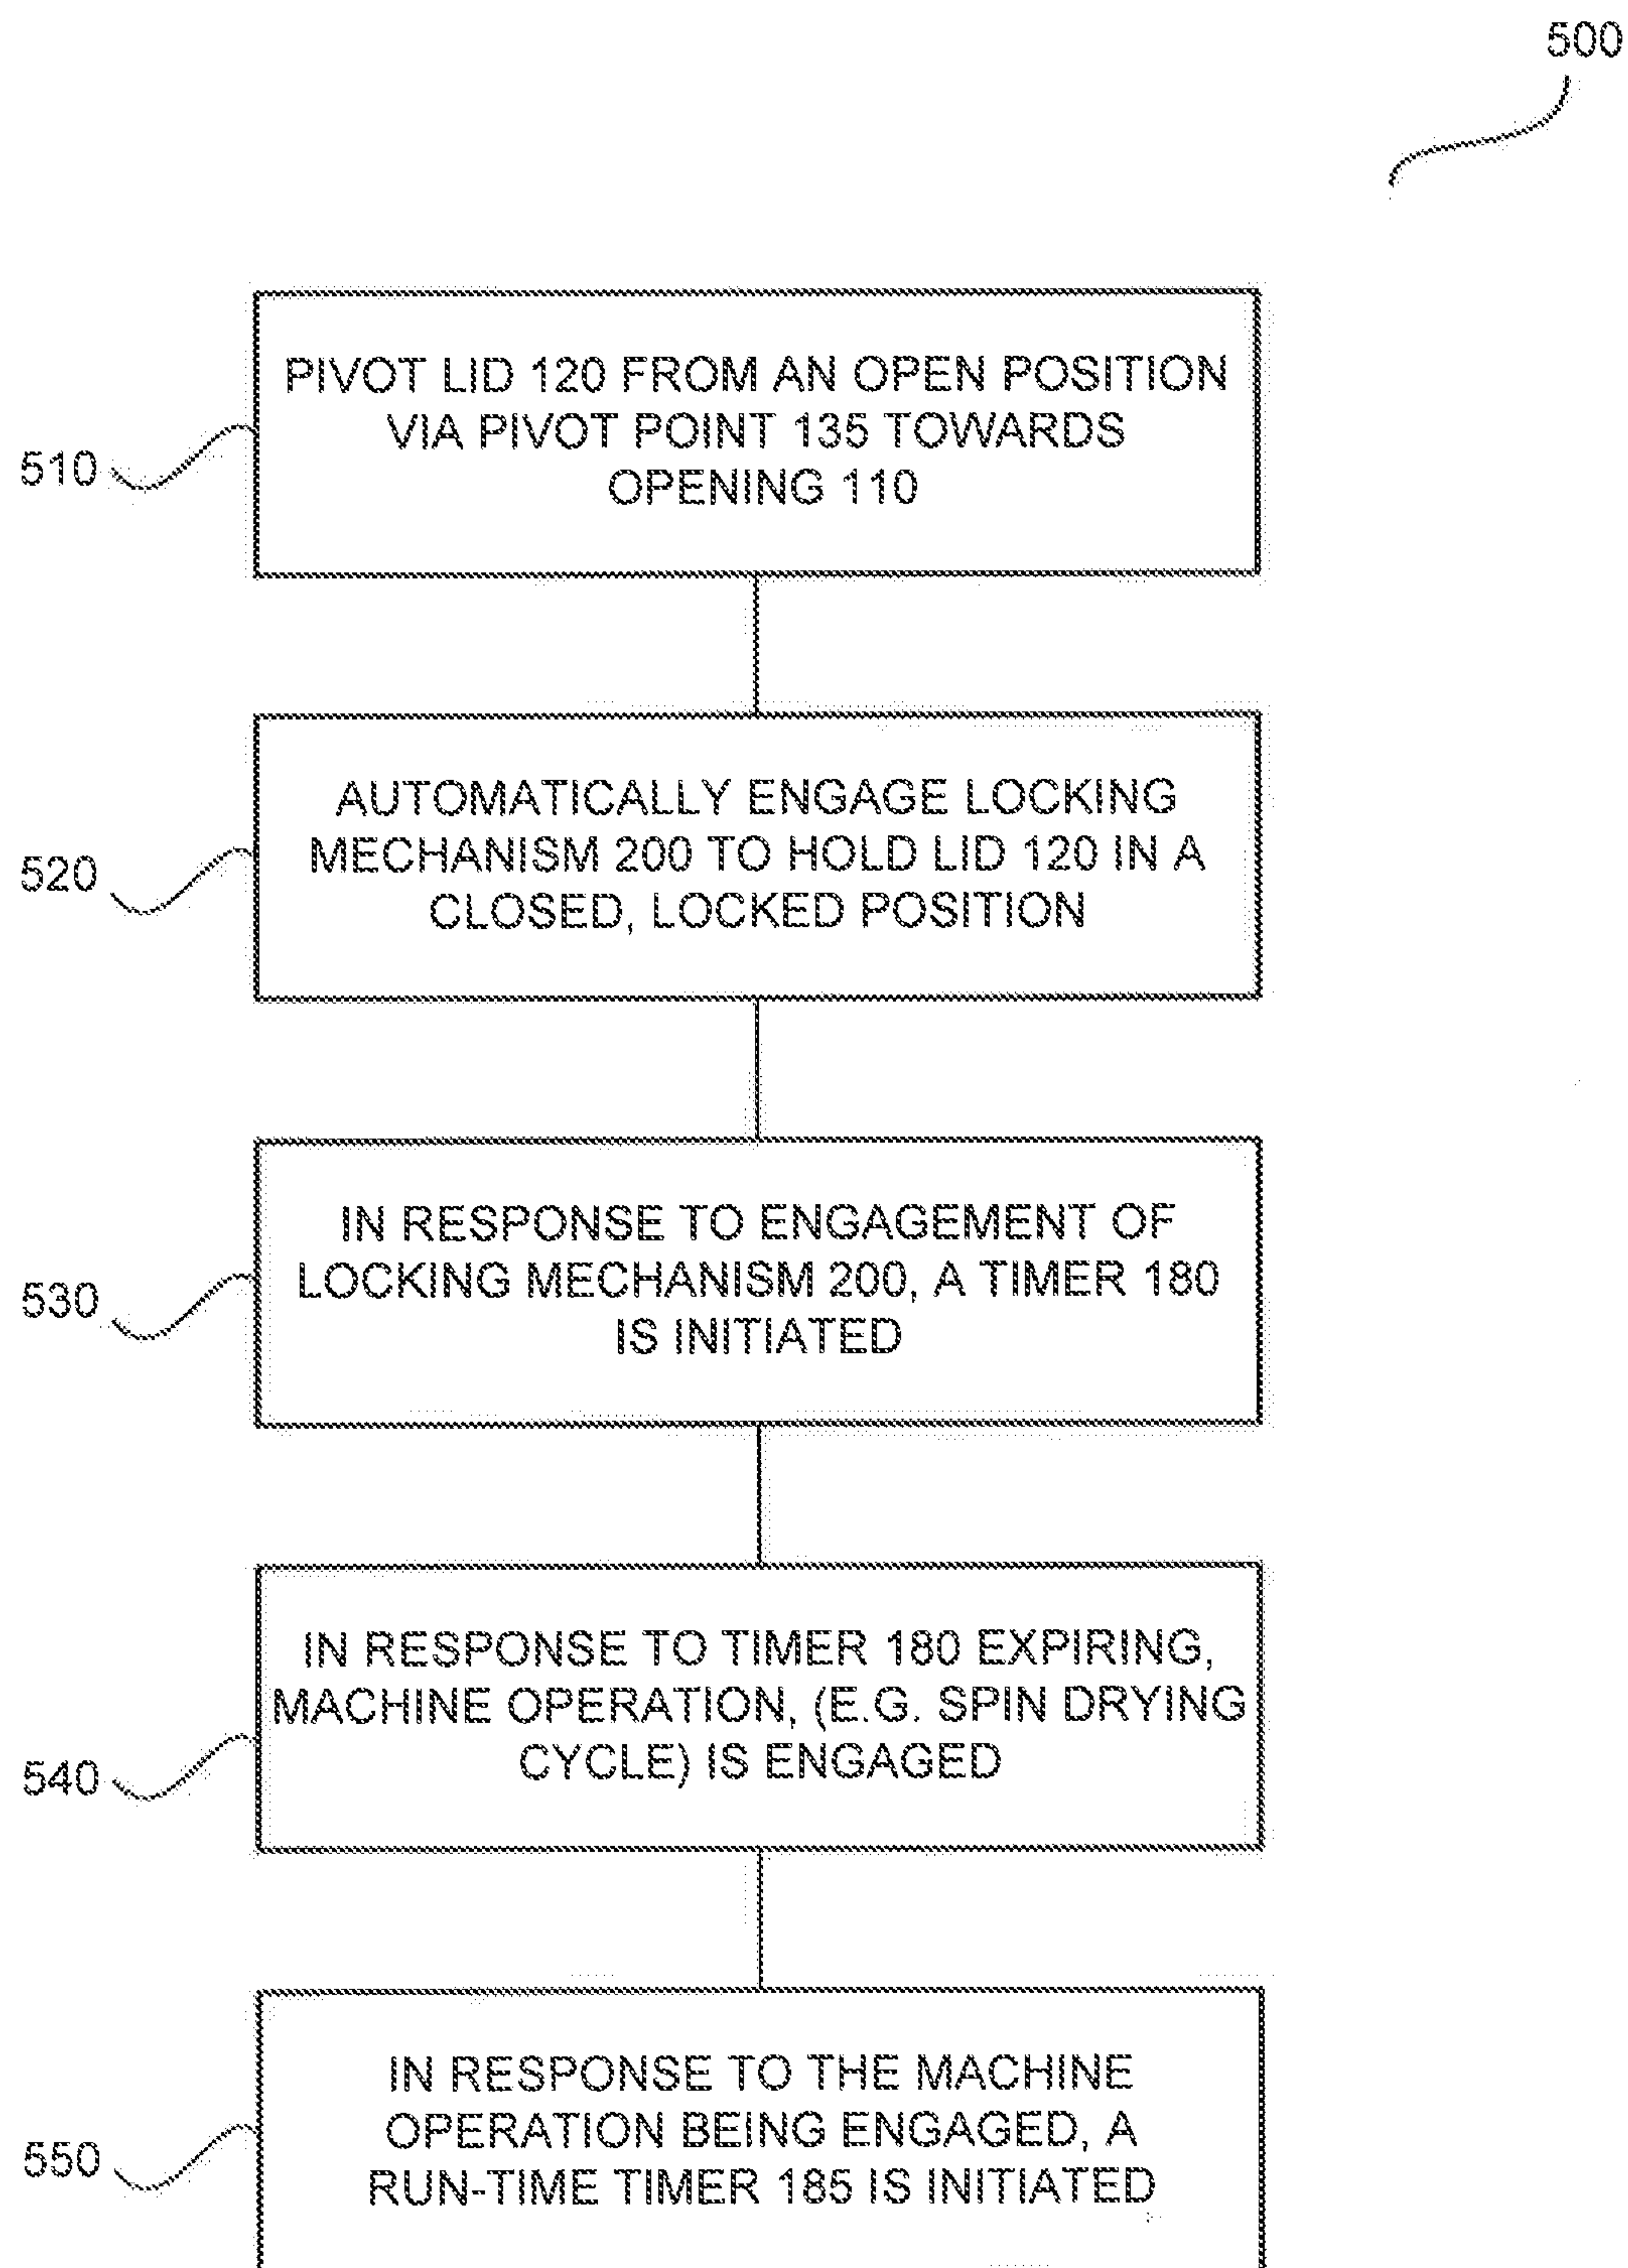 500
510
PIVOT LID 120 FROM AN OPEN POSITION
VIA PIVOT POINT 135 TOWARDS
OPENING 110
520
AUTOMATICALLY ENGAGE LOCKING
MECHANISM 200 TO HOLD LID 120 IN A
CLOSED, LOCKED POSITION
530
IN RESPONSE TO ENGAGEMENT OF
LOCKING MECHANISM 200, A TIMER 180
IS INITIATED
540
IN RESPONSE TO TIMER 180 EXPIRING,
MACHINE OPERATION, (E.G. SPIN DRYING
CYCLE) IS ENGAGED
550
IN RESPONSE TO THE MACHINE
OPERATION BEING ENGAGED, A
RUN-TIME TIMER 185 IS INITIATED